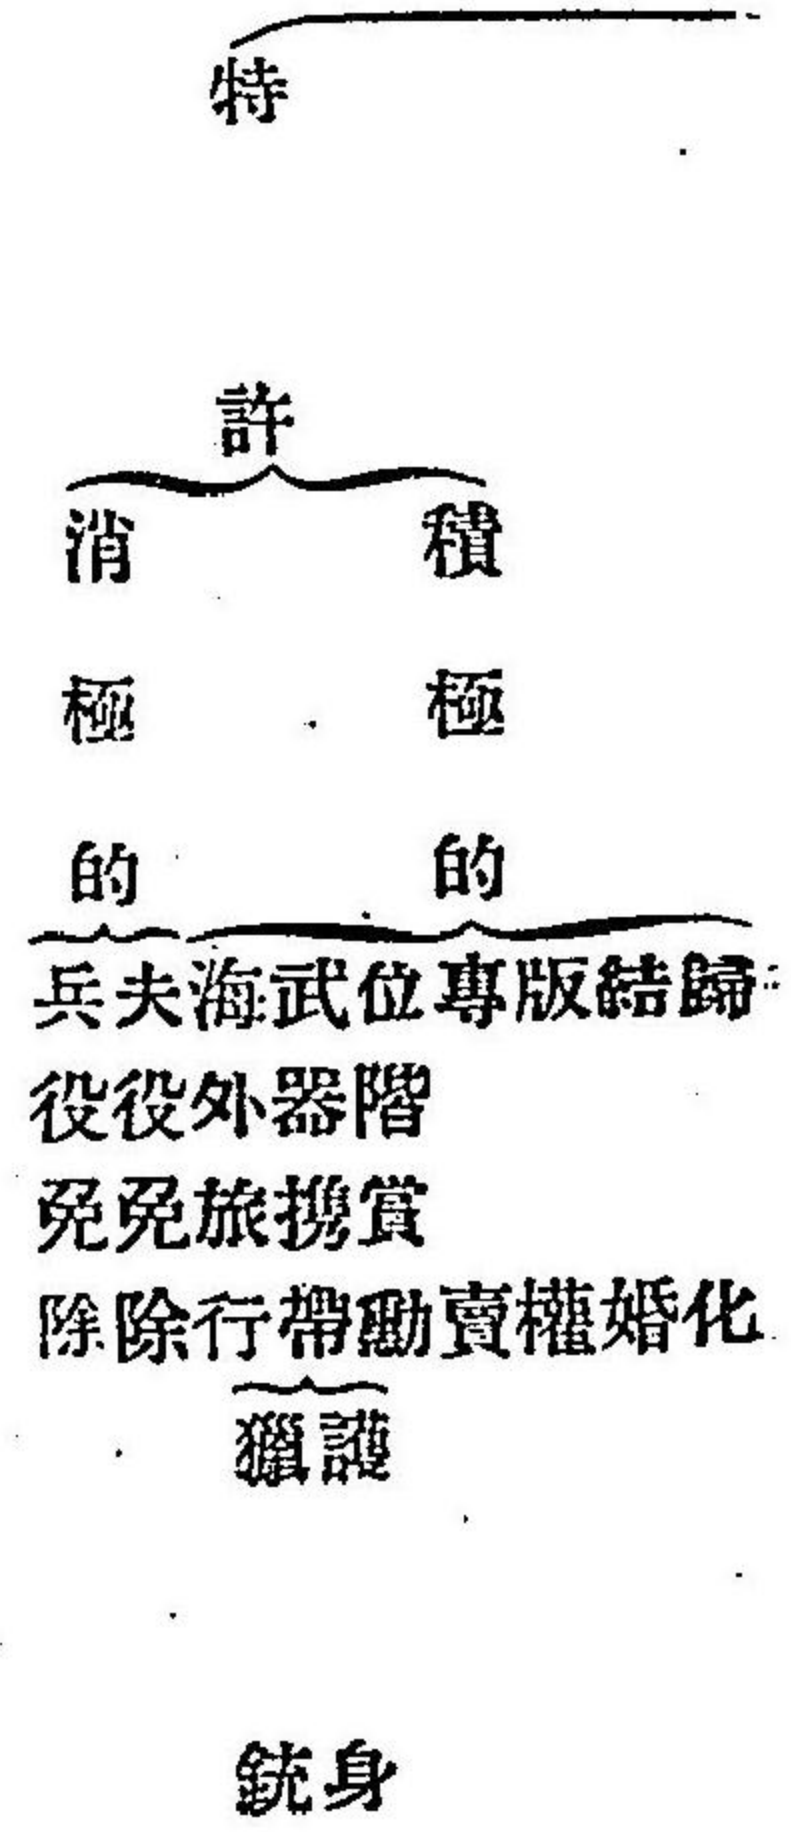 特許
積極的
歸化
結婚
版權
專賣
位階賞勳
武器携帶
護身
獵銃
海外旅行
消極的
夫役免除
兵役免除